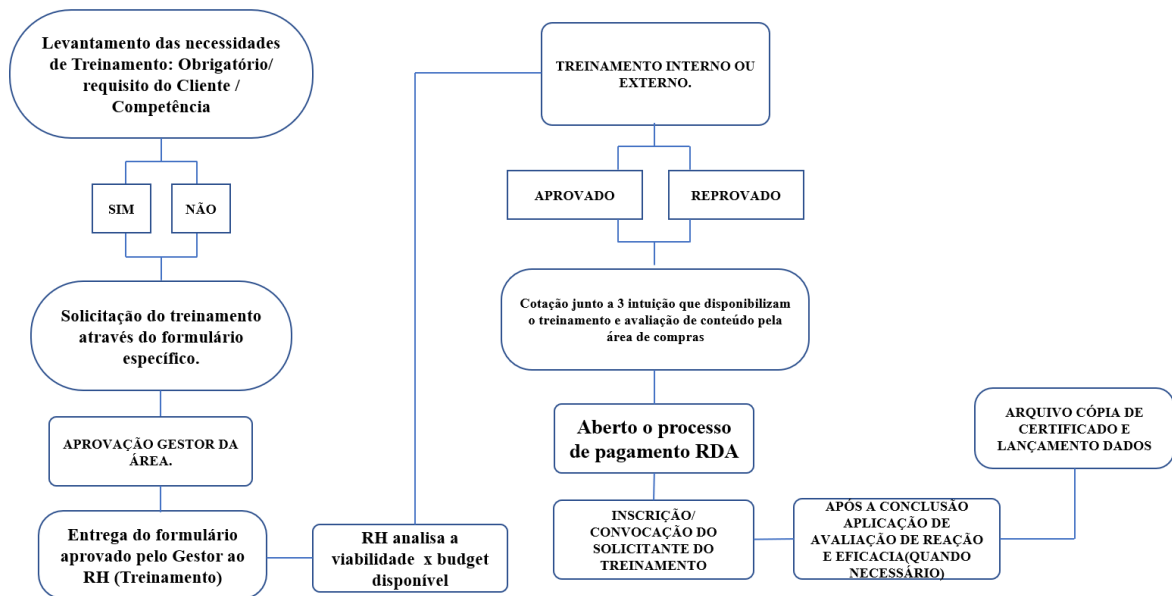 Levantamento das necessidades
de Treinamento: Obrigatório/
requisito do Cliente /
Competência
SIM
NÃO
Solicitação do treinamento
através do formulário
específico.
APROVAÇÃO GESTOR DA
ÁREA.
Entrega do formulário
aprovado pelo Gestor ao
RH (Treinamento)
RH analisa a
viabilidade x budget
disponível
TREINAMENTO INTERNO OU
EXTERNO.
APROVADO
REPROVADO
Cotação junto a 3 intuição que disponibilizam
o treinamento e avaliação de conteúdo pela
área de compras
Aberto o processo
de pagamento RDA
INSCRIÇÃO/
CONVOCAÇÃO DO
SOLICITANTE DO
TREINAMENTO
APÓS A CONCLUSÃO
APLICAÇÃO DE
AVALIAÇÃO DE REAÇÃO
E EFICACIA(QUANDO
NECESSÁRIO)
ARQUIVO CÓPIA DE
CERTIFICADO E
LANÇAMENTO DADOS